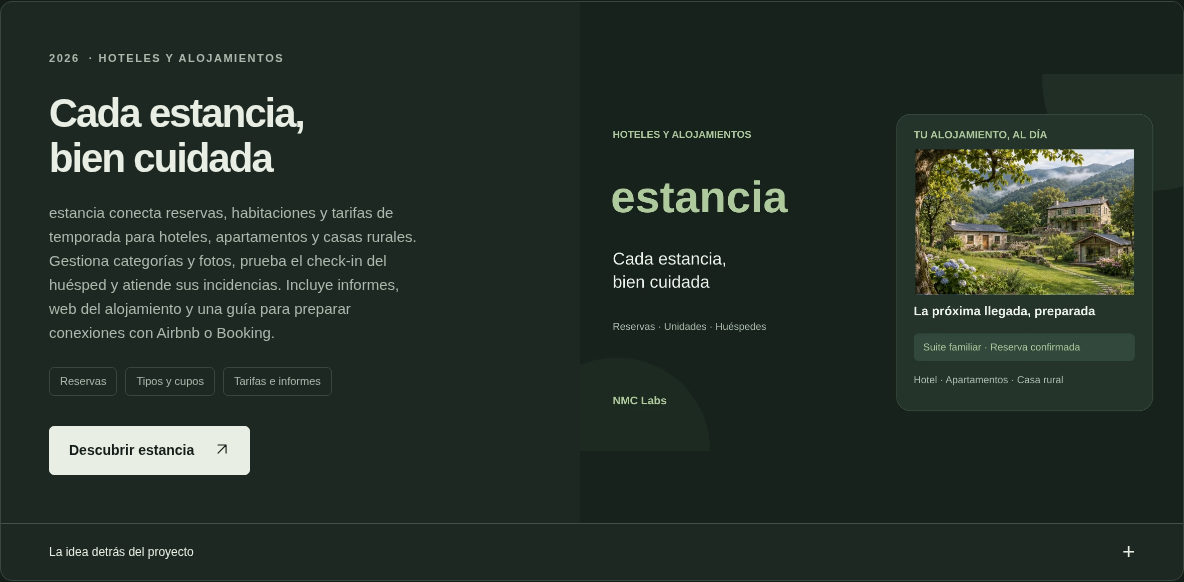 2026 · HOTELES Y ALOJAMIENTOS
Cada estancia,
bien cuidada
estancia conecta reservas, habitaciones y tarifas de
temporada para hoteles, apartamentos y casas rurales.
Gestiona categorías y fotos, prueba el check-in del
huésped y atiende sus incidencias. Incluye informes,
web del alojamiento y una guía para preparar
conexiones con Airbnb o Booking.
Reservas
Tipos y cupos
Tarifas e informes
Descubrir estancia
HOTELES Y ALOJAMIENTOS
estancia
Cada estancia,
bien cuidada
Reservas · Unidades · Huéspedes
NMC Labs
TU ALOJAMIENTO, AL DÍA
La próxima llegada, preparada
Suite familiar · Reserva confirmada
Hotel · Apartamentos · Casa rural
La idea detrás del proyecto